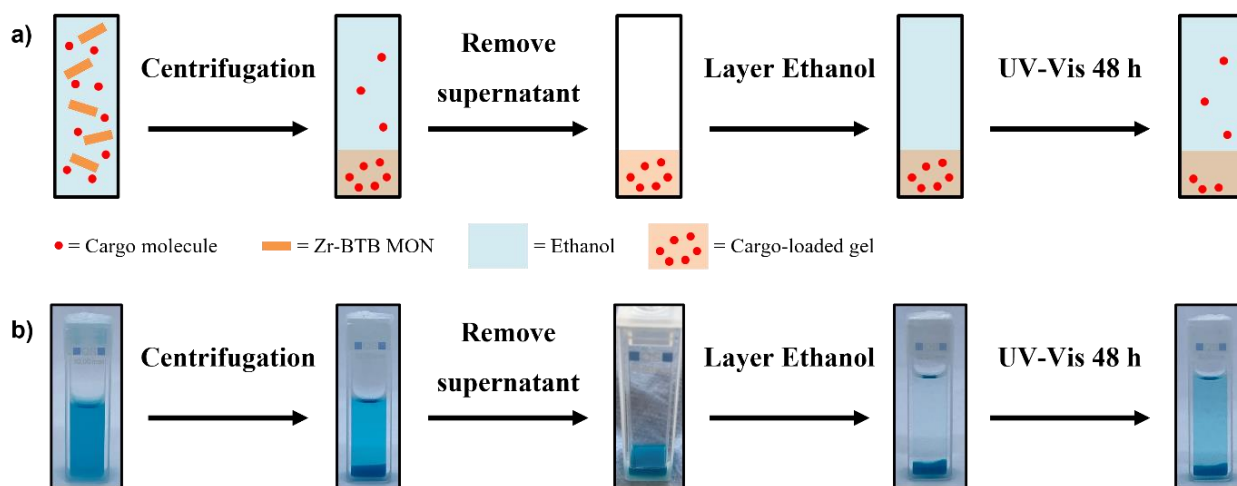 a)
Centrifugation
Remove
supernatant
Layer Ethanol
UV-Vis 48 h
= Cargo molecule
= Zr-BTB MON
= Ethanol
= Cargo-loaded gel
b)
Centrifugation
Remove
supernatant
Layer Ethanol
UV-Vis 48 h